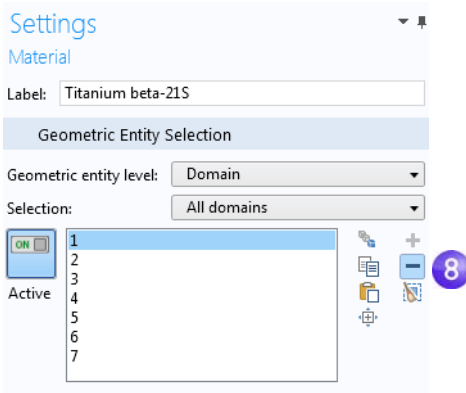 Settings
Material
Label: Titanium beta-21S
Geometric Entity Selection
Geometric entity level: Domain
Selection: All domains
ON
Active
1
2
3
4
5
6
7
8